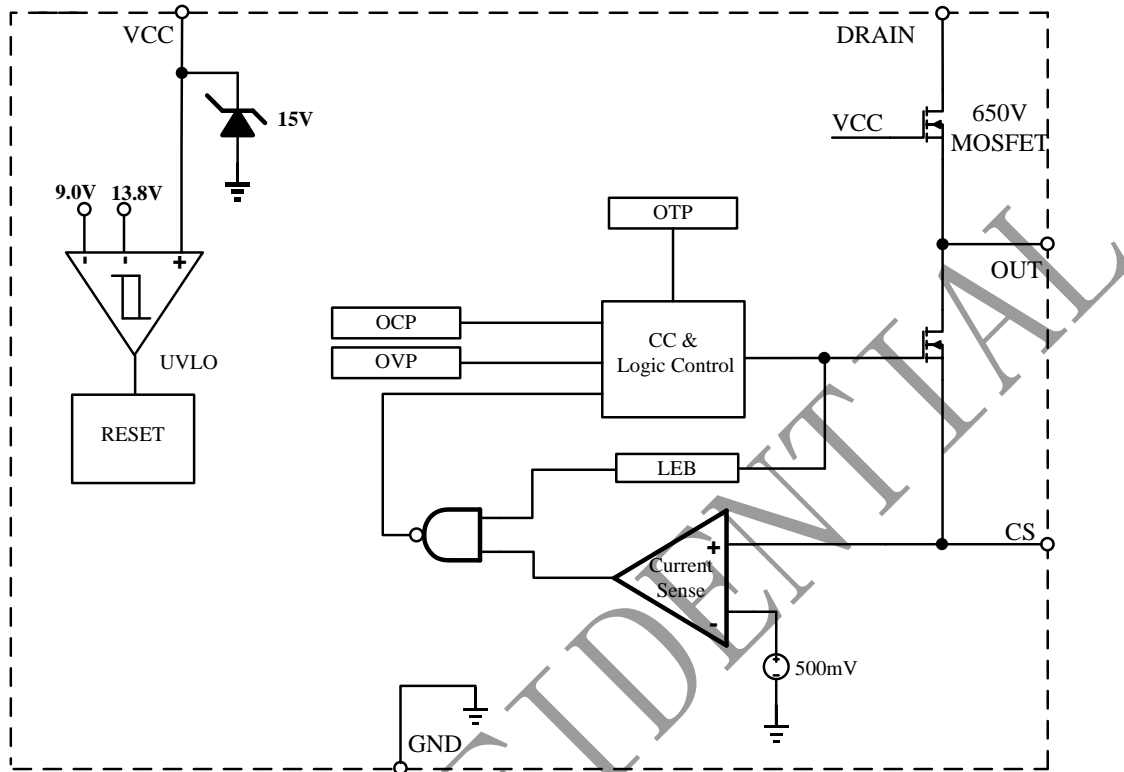 VCC
DRAIN
15V
VCC
650V
MOSFET
9.0V
13.8V
OTP
- - +
OUT
OCP
OVP
CC &
Logic Control
UVLO
RESET
LEB
CS
+
Current
Sense
-
+
-
500mV
GND
IDENTIAL